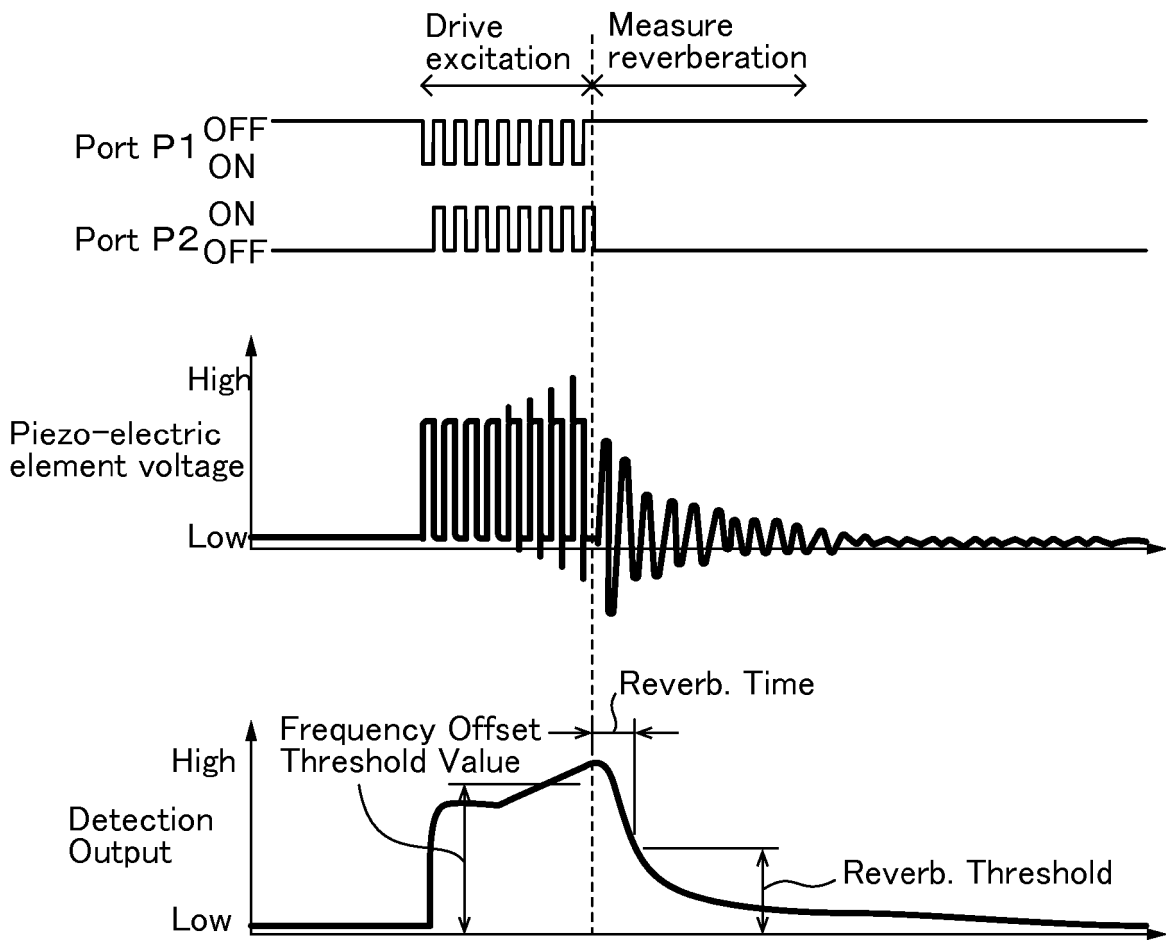 Drive
excitation
Measure
reverberation
Port P1
OFF
ON
Port P2
ON
OFF
High
Piezo-electric
element voltage
Low
Reverb. Time
Frequency Offset
Threshold Value
High
Detection
Output
Reverb. Threshold
Low